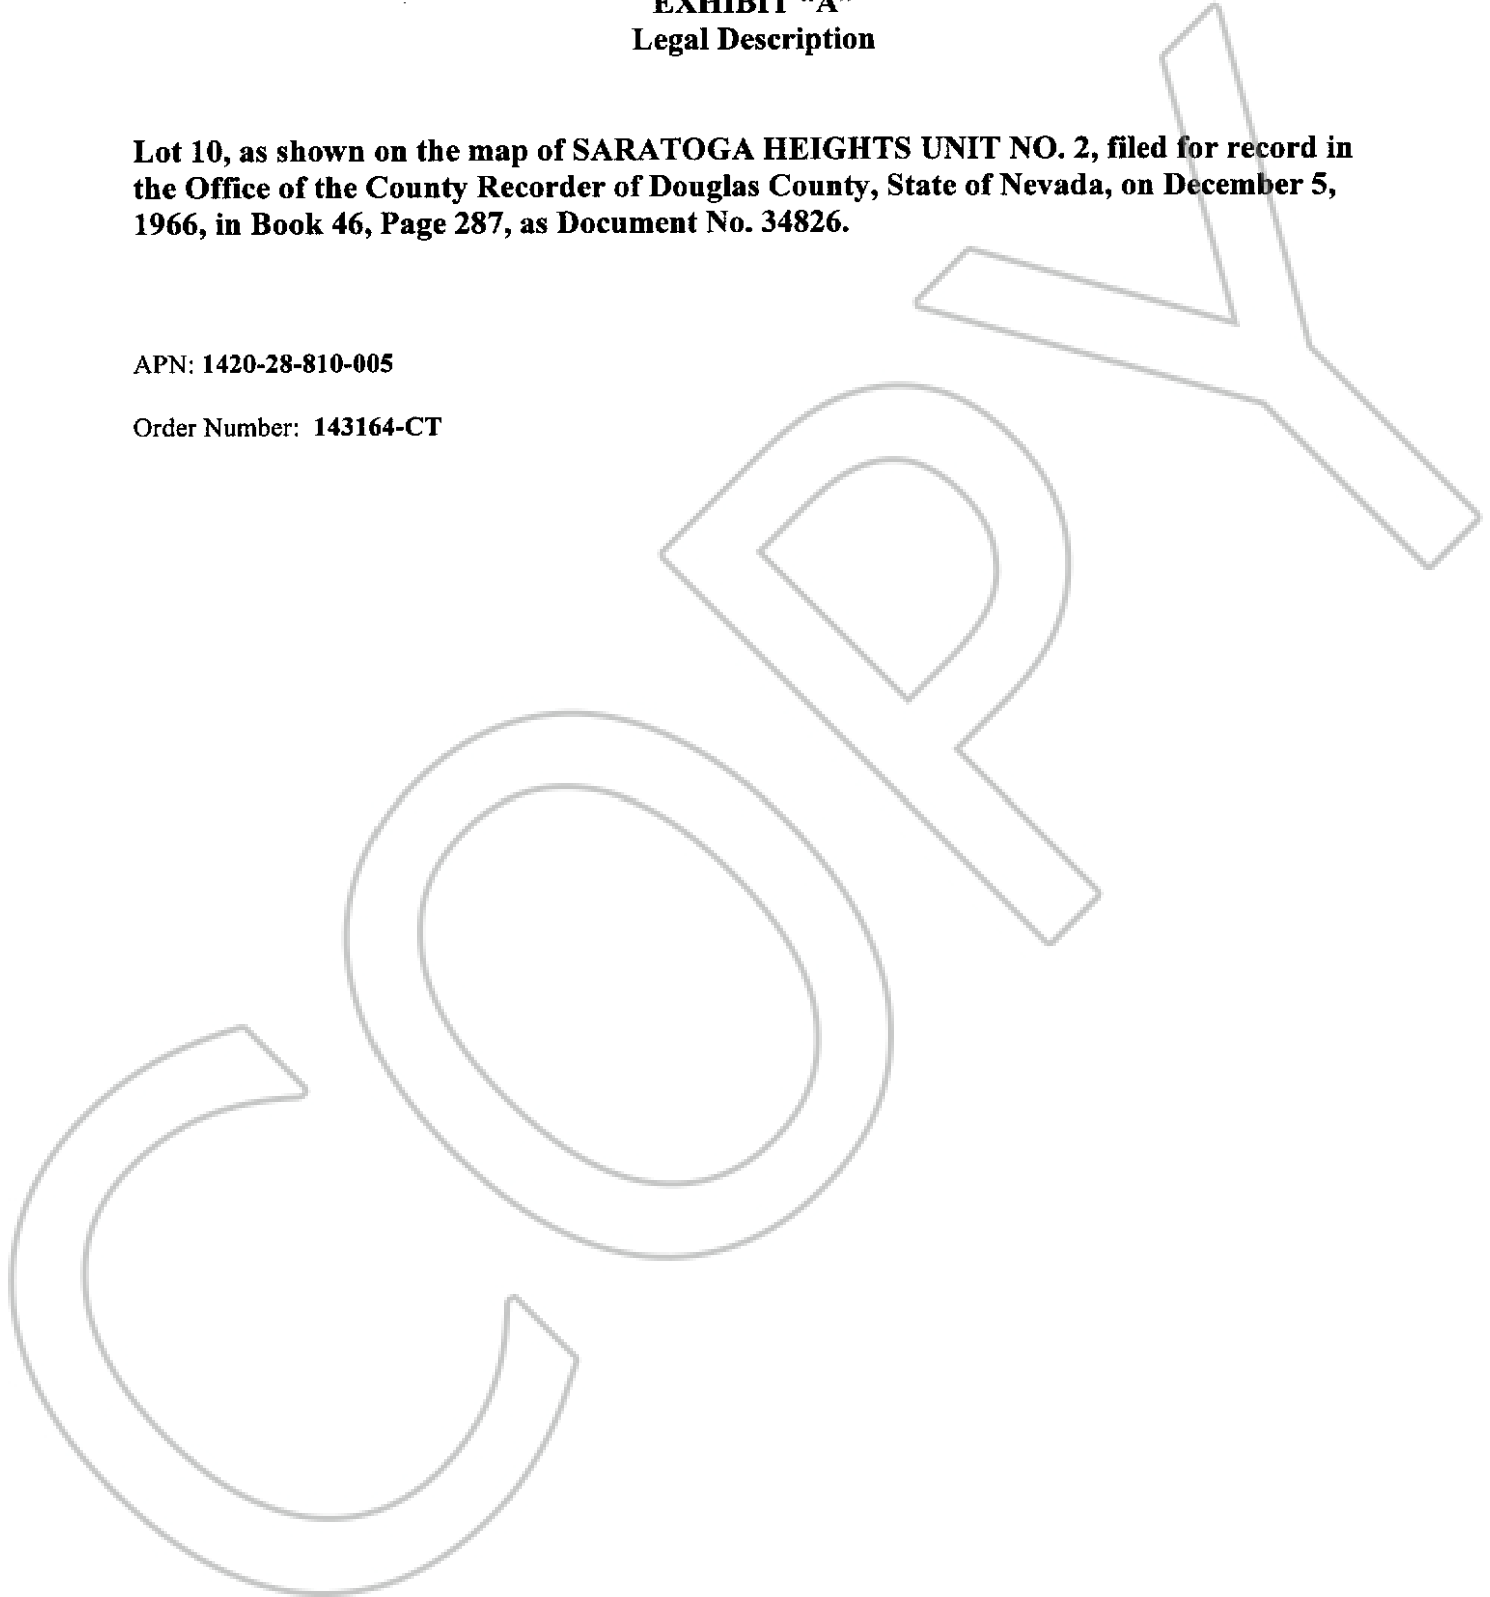 EXHIBIT "A"
Legal Description
Lot 10, as shown on the map of SARATOGA HEIGHTS UNIT NO. 2, filed for record in
the Office of the County Recorder of Douglas County, State of Nevada, on December 5,
1966, in Book 46, Page 287, as Document No. 34826.
APN: 1420-28-810-005
Order Number: 143164-CT
COPY